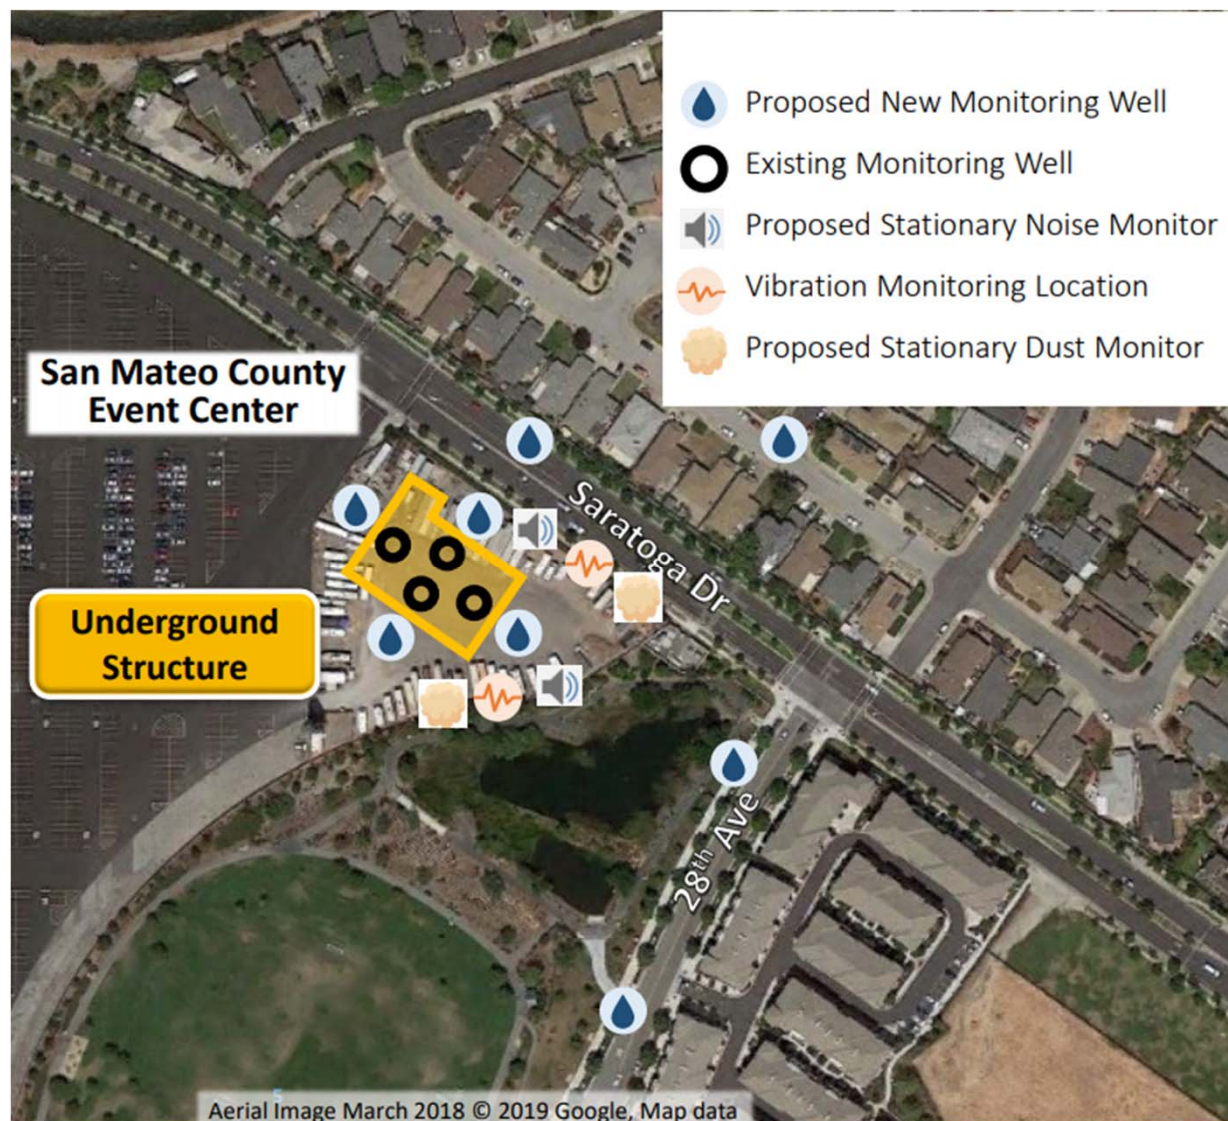 Proposed New Monitoring Well
Existing Monitoring Well
Proposed Stationary Noise Monitor
Vibration Monitoring Location
Proposed Stationary Dust Monitor
San Mateo County
Event Center
Saratoga Dr
Underground
Structure
28th Ave
5
Aerial Image March 2018 © 2019 Google, Map data